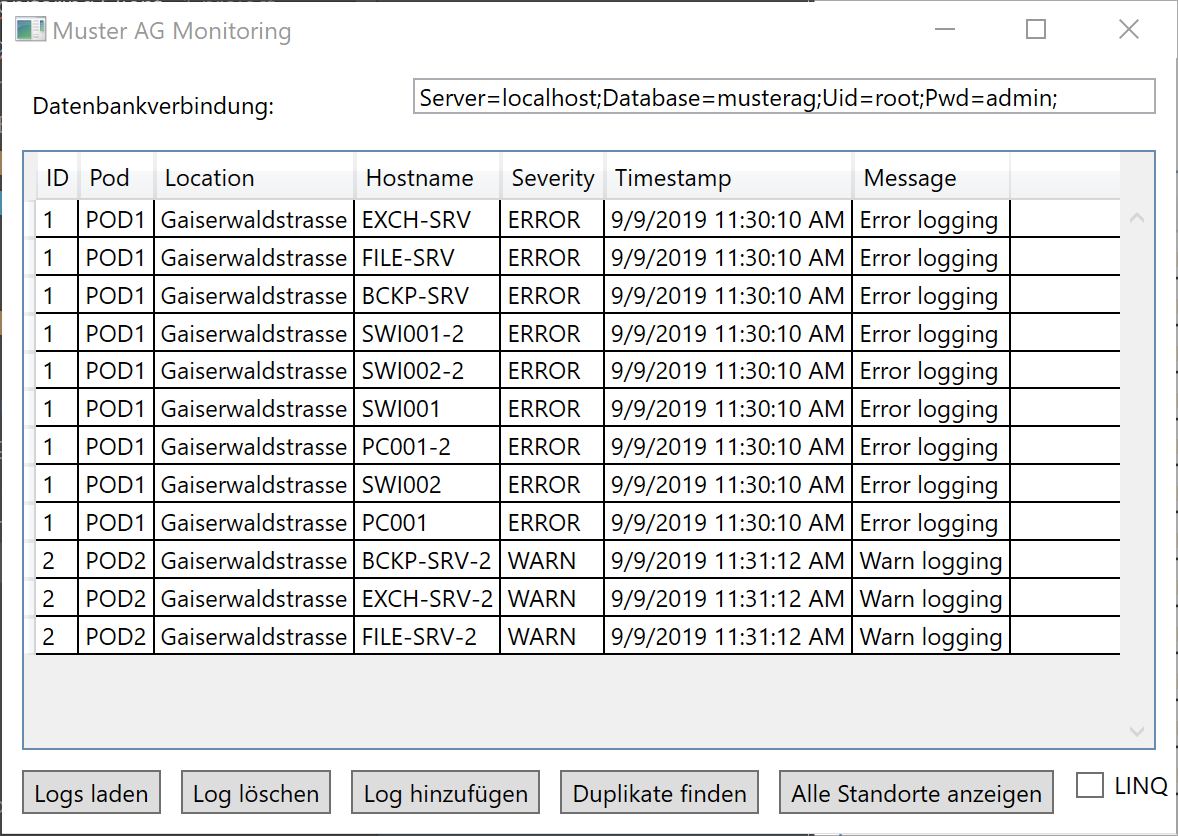 Muster AG Monitoring
Datenbankverbindung: Server=localhost;Database=musterag;Uid=root;Pwd=admin;
ID Pod Location Hostname Severity Timestamp Message
1 POD1 Gaiserwaldstrasse EXCH-SRV ERROR 9/9/2019 11:30:10 AM Error logging
1 POD1 Gaiserwaldstrasse FILE-SRV ERROR 9/9/2019 11:30:10 AM Error logging
1 POD1 Gaiserwaldstrasse BCKP-SRV ERROR 9/9/2019 11:30:10 AM Error logging
1 POD1 Gaiserwaldstrasse SWI001-2 ERROR 9/9/2019 11:30:10 AM Error logging
1 POD1 Gaiserwaldstrasse SWI002-2 ERROR 9/9/2019 11:30:10 AM Error logging
1 POD1 Gaiserwaldstrasse SWI001 ERROR 9/9/2019 11:30:10 AM Error logging
1 POD1 Gaiserwaldstrasse PC001-2 ERROR 9/9/2019 11:30:10 AM Error logging
1 POD1 Gaiserwaldstrasse SWI002 ERROR 9/9/2019 11:30:10 AM Error logging
1 POD1 Gaiserwaldstrasse PC001 ERROR 9/9/2019 11:30:10 AM Error logging
2 POD2 Gaiserwaldstrasse BCKP-SRV-2 WARN 9/9/2019 11:31:12 AM Warn logging
2 POD2 Gaiserwaldstrasse EXCH-SRV-2 WARN 9/9/2019 11:31:12 AM Warn logging
2 POD2 Gaiserwaldstrasse FILE-SRV-2 WARN 9/9/2019 11:31:12 AM Warn logging
Logs laden Log löschen Log hinzufügen Duplikate finden Alle Standorte anzeigen LINQ